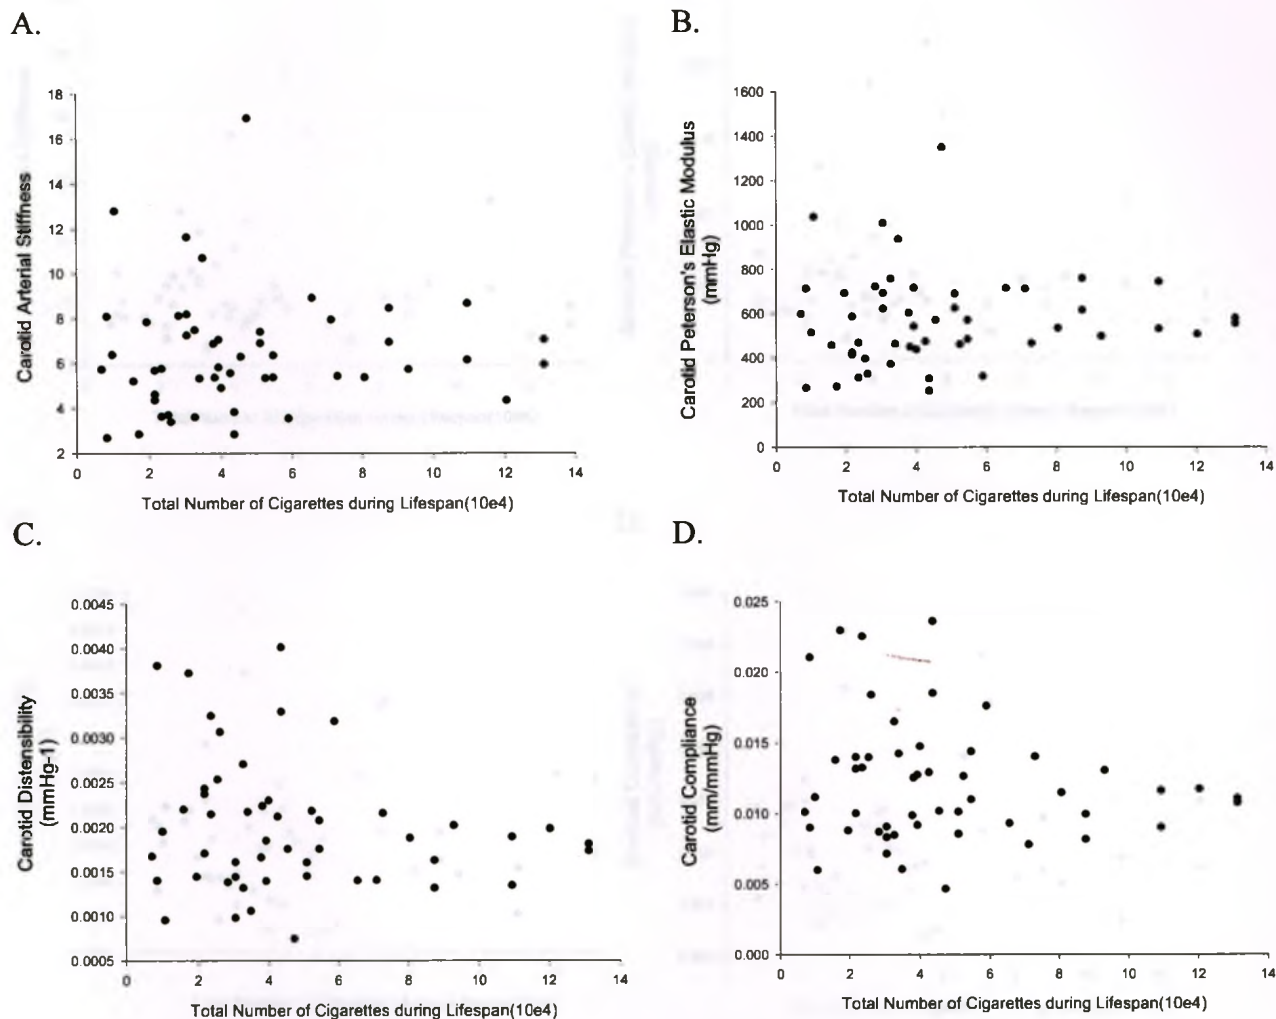 A.
18
16
14
12
10
8
6
4
2
0 2 4 6 8 10 12 14
Carotid Arterial Stiffness
Total Number of Cigarettes during Lifespan(10e4)
B.
1600
1400
1200
1000
800
600
400
200
0
0 2 4 6 8 10 12 14
Carotid Peterson's Elastic Modulus
(mmHg)
Total Number of Cigarettes during Lifespan(10e4)
C.
0.0045
0.0040
0.0035
0.0030
0.0025
0.0020
0.0015
0.0010
0.0005
0 2 4 6 8 10 12 14
Carotid Distensibility
(mmHg-1)
Total Number of Cigarettes during Lifespan(10e4)
D.
0.025
0.020
0.015
0.010
0.005
0.000
0 2 4 6 8 10 12 14
Carotid Compliance
(mm/mmHg)
Total Number of Cigarettes during Lifespan(10e4)